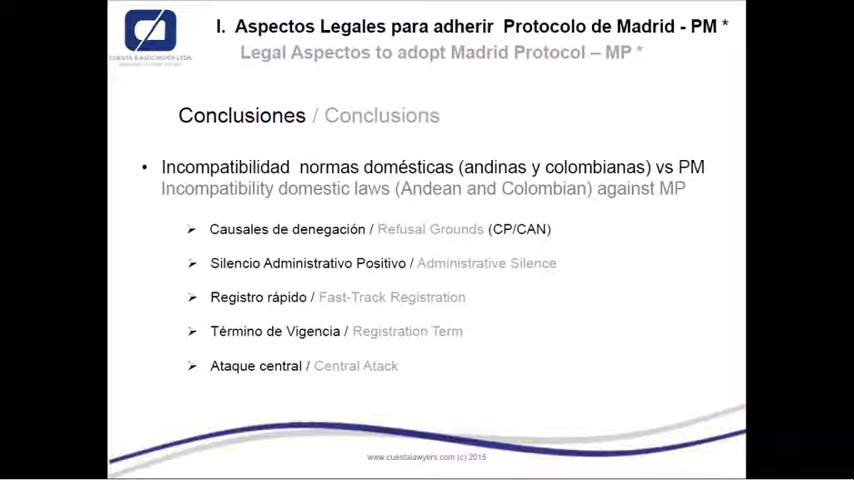 I. Aspectos Legales para adherir Protocolo de Madrid - PM *
Legal Aspectos to adopt Madrid Protocol – MP *
CUESTA & ASOCIADOS LTDA.
Conclusiones / Conclusions
• Incompatibilidad normas domésticas (andinas y colombianas) vs PM
Incompatibility domestic laws (Andean and Colombian) against MP
➢ Causales de denegación / Refusal Grounds (CP/CAN)
➢ Silencio Administrativo Positivo / Administrative Silence
➢ Registro rápido / Fast-Track Registration
➢ Término de Vigencia / Registration Term
➢ Ataque central / Central Atack
www.cuestalawyers.com (c) 2015